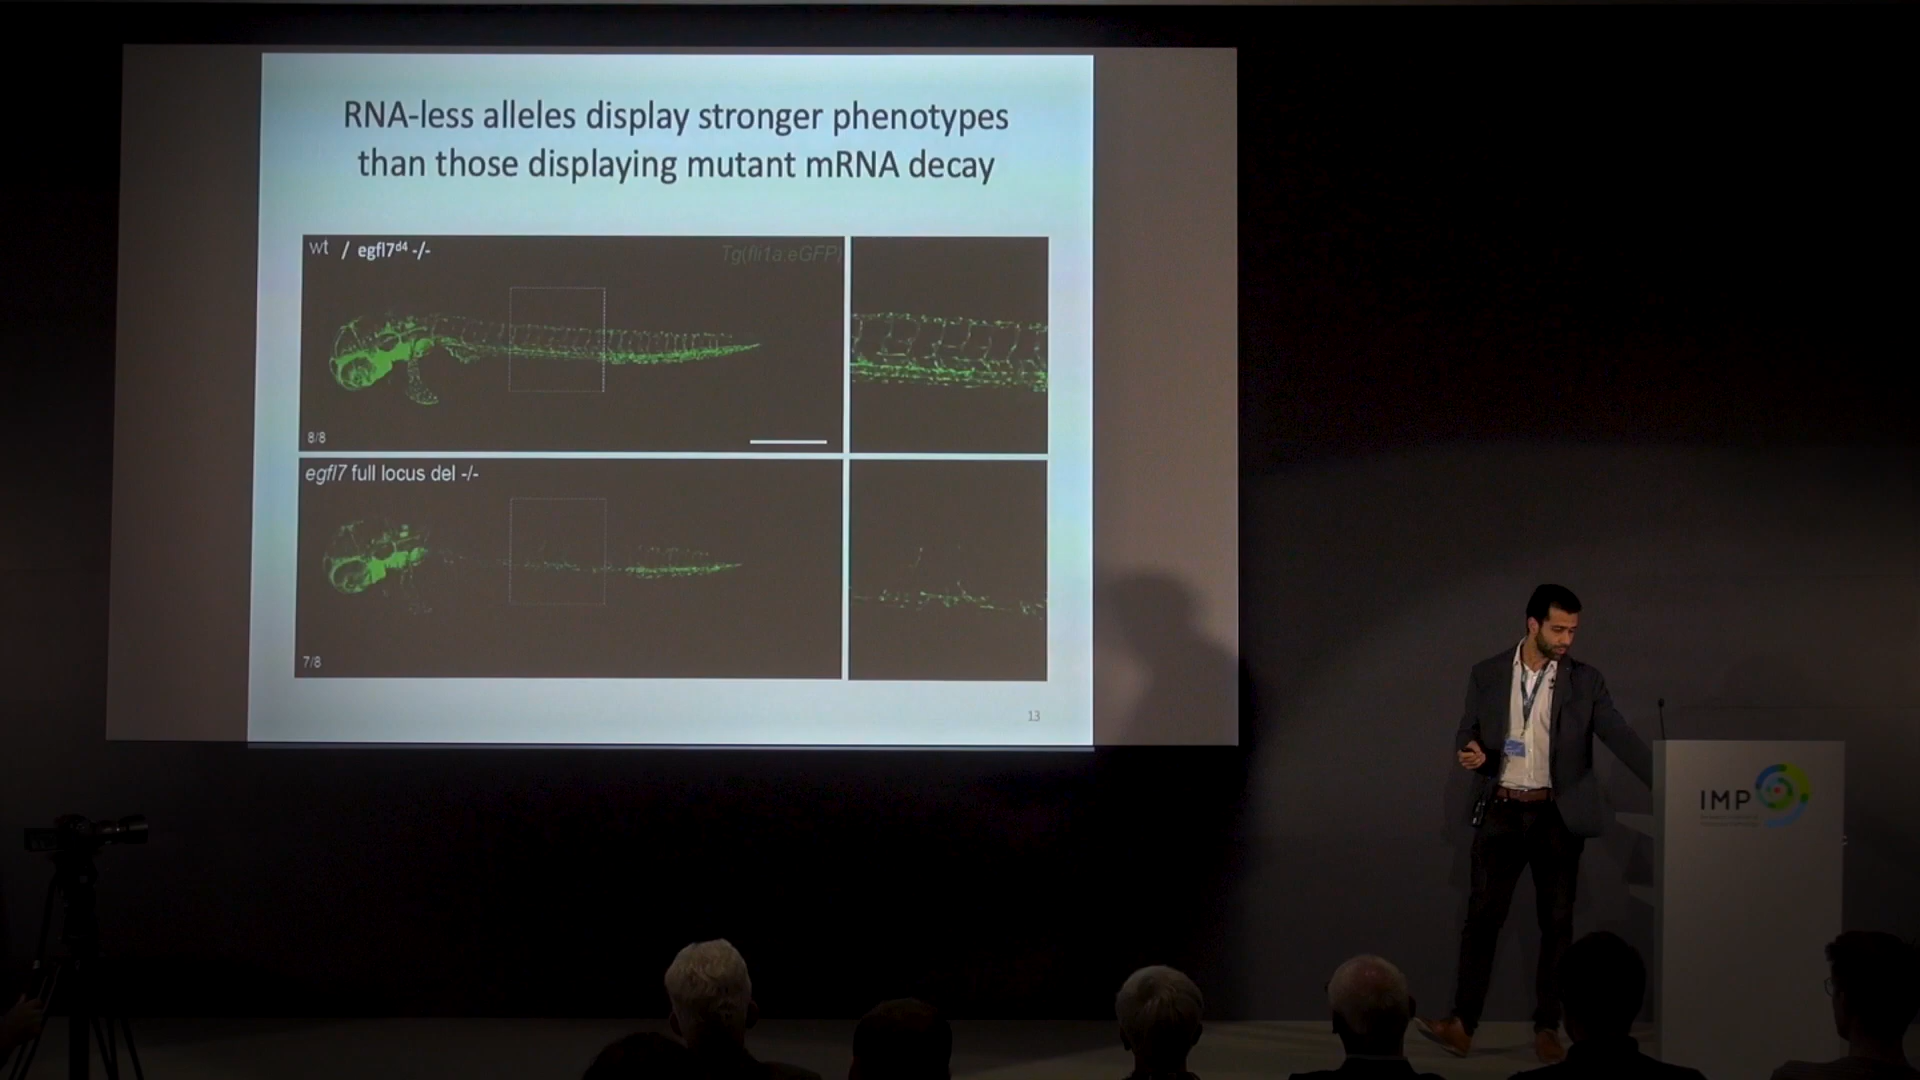 RNA-less alleles display stronger phenotypes
than those displaying mutant mRNA decay
wt / egfl7d4 -/-
Tg(fli1a:eGFP)
8/8
egfl7 full locus del -/-
7/8
13
IMP